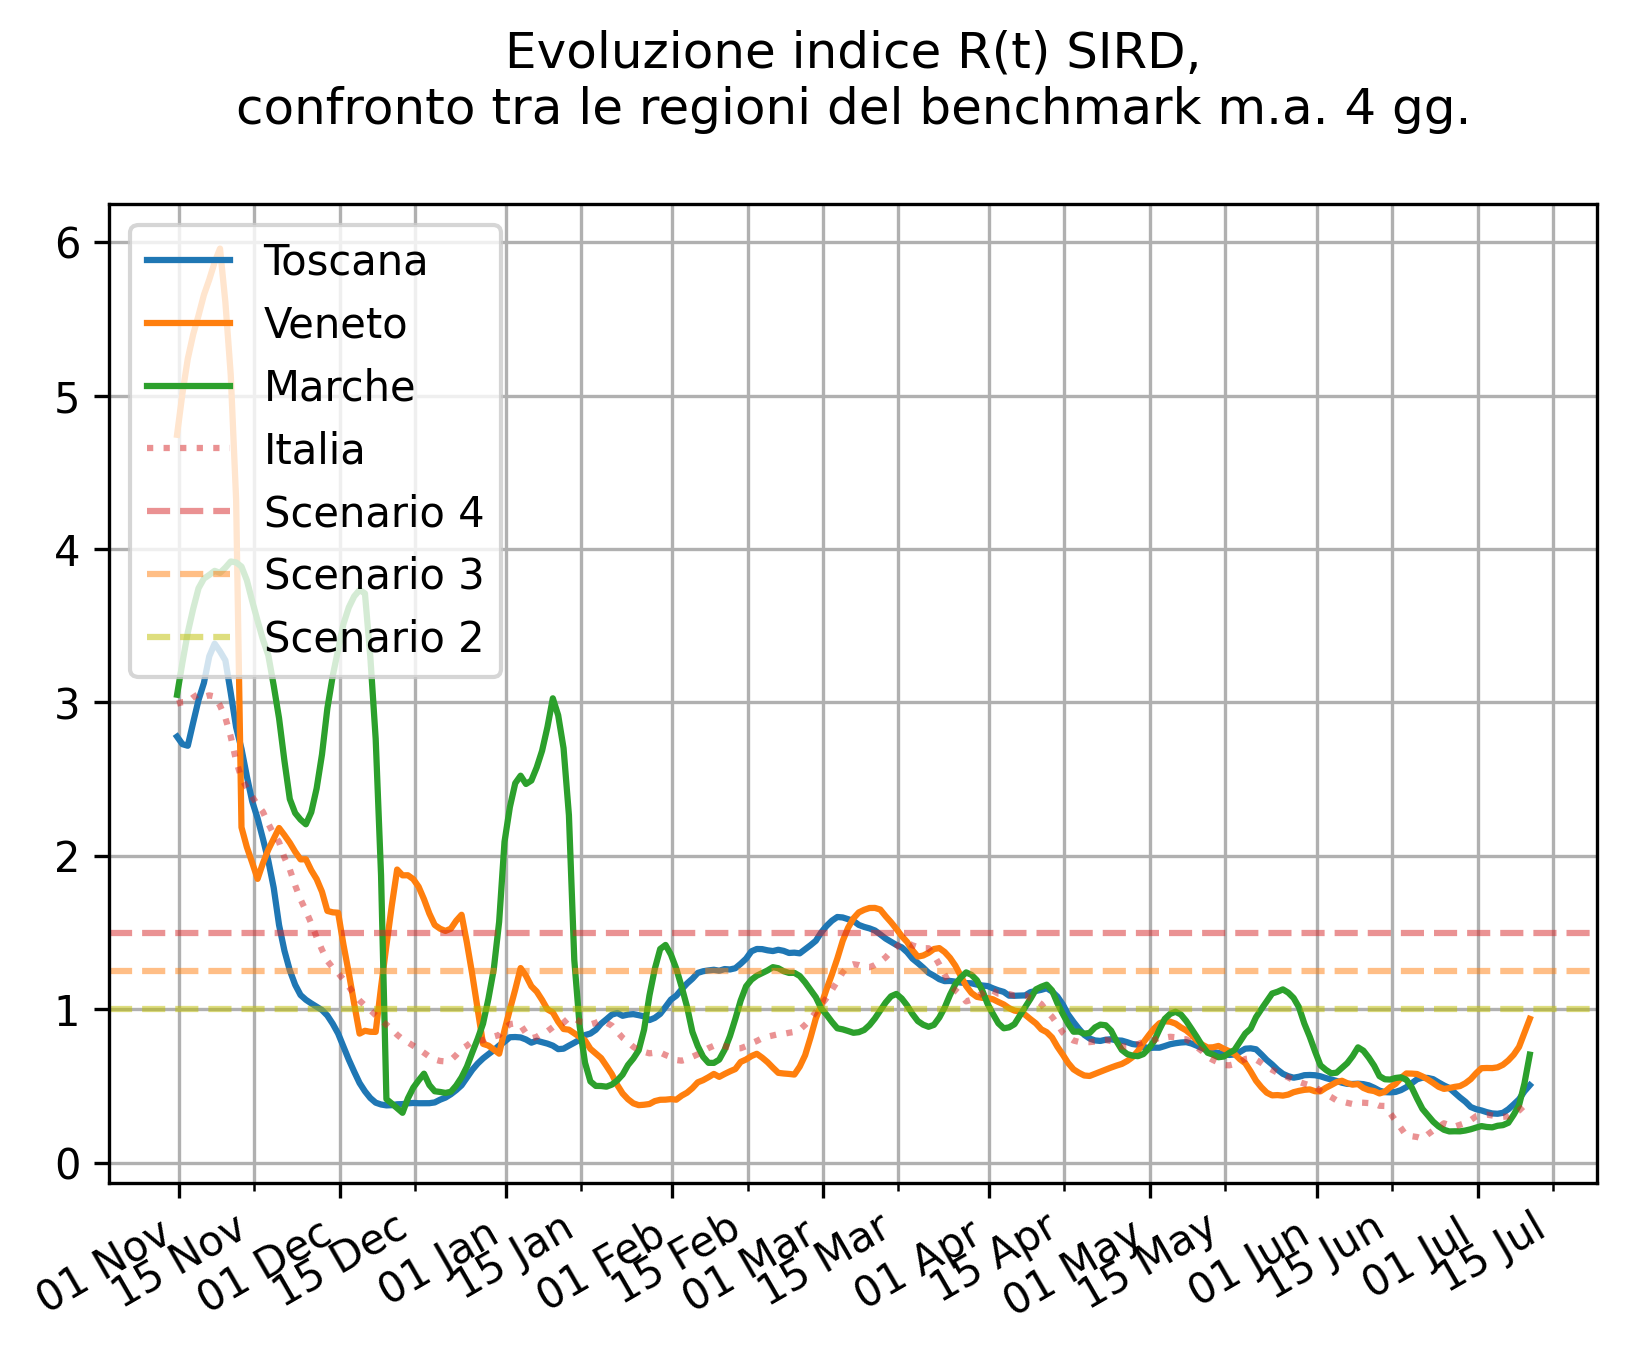 Evoluzione indice R(t) SIRD,
confronto tra le regioni del benchmark m.a. 4 gg.
6
5
4
3
2
1
0
Toscana
Veneto
Marche
Italia
Scenario 4
Scenario 3
Scenario 2
01 Nov
15 Nov
01 Dec
15 Dec
01 Jan
15 Jan
01 Feb
15 Feb
01 Mar
15 Mar
01 Apr
15 Apr
01 May
15 May
01 Jun
15 Jun
01 Jul
15 Jul